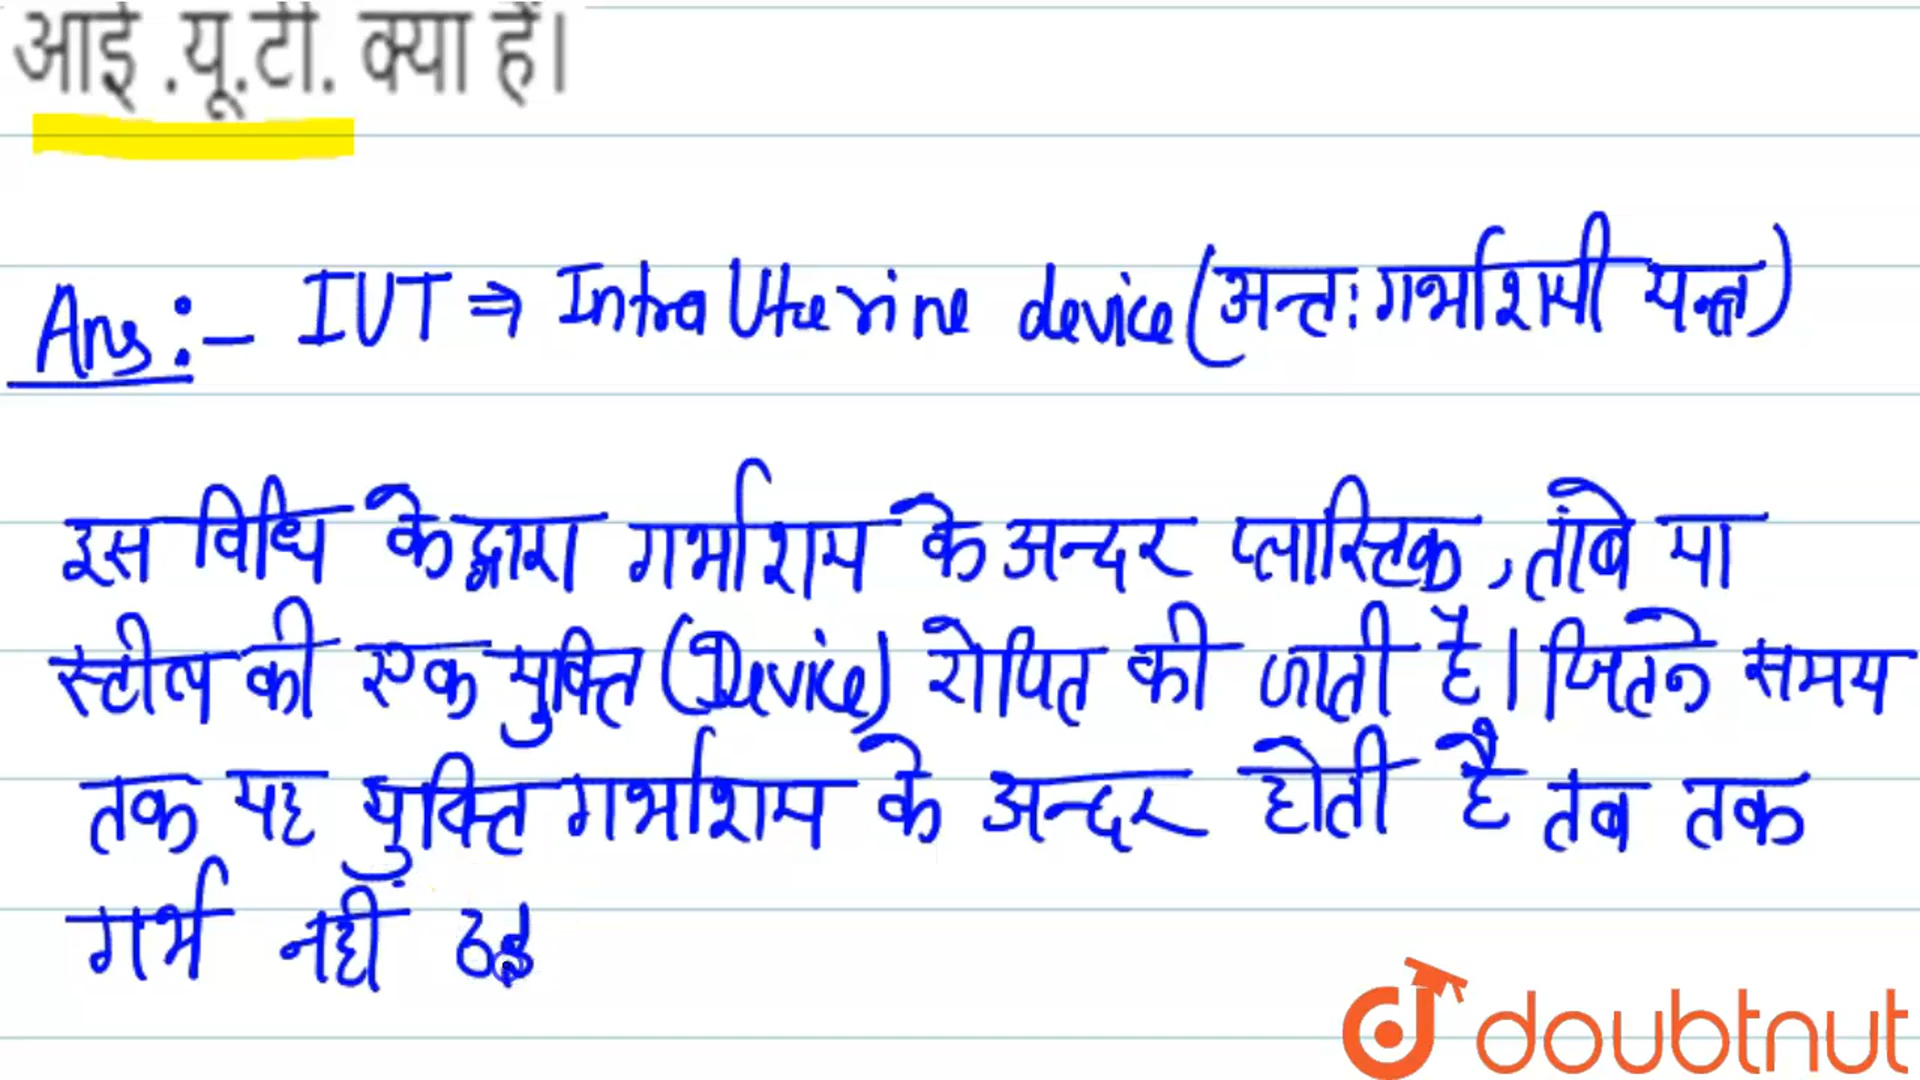 आई .यू.टी. क्या हैं।
Ans:- IUT ⇒ Intra Uterine device (अन्तः गर्भाशयी यन्त्र)
इस विधि के द्वारा गर्भाशय के अन्दर प्लास्टिक, तांबे या
स्टील की एक युक्ति (Device) रोपित की जाती है। जितने समय
तक यह युक्ति गर्भाशय के अन्दर होती है तब तक
गर्भ नहीं
doubtnut